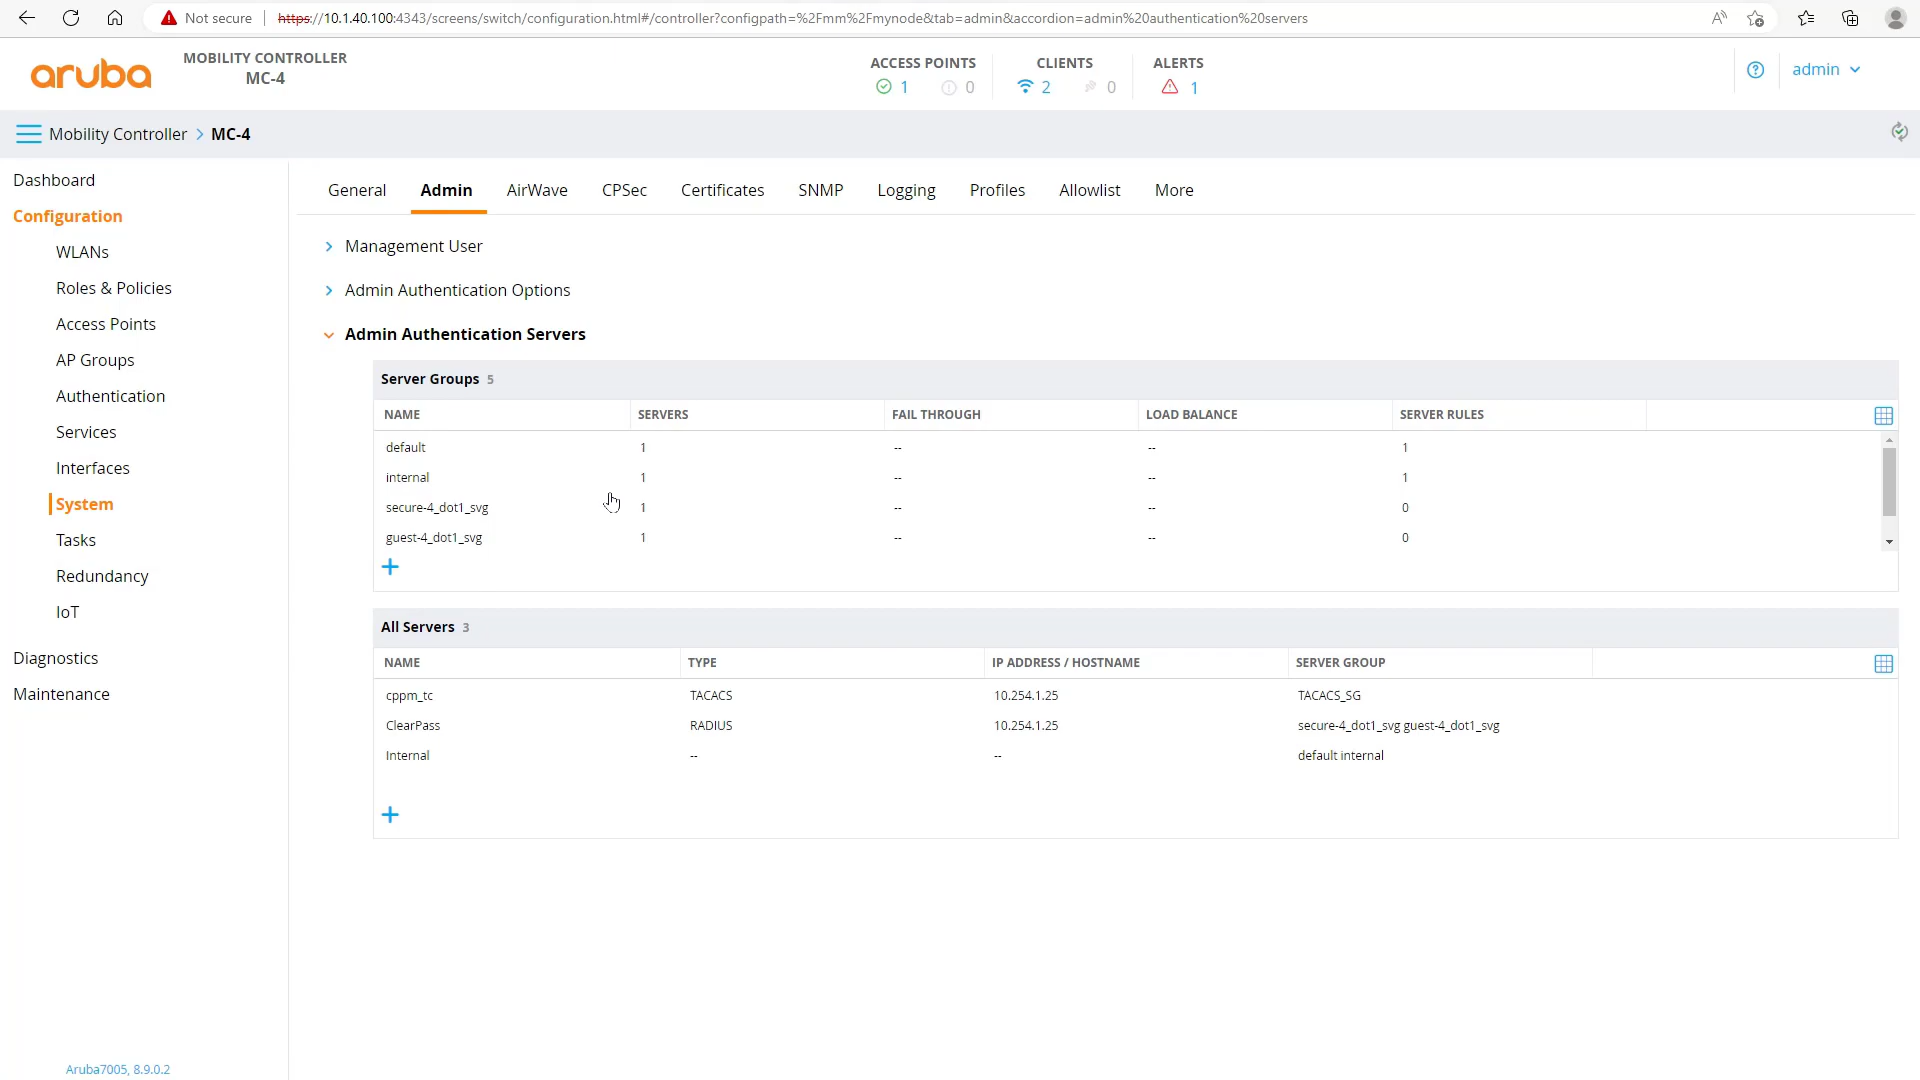 Not secure
https://10.1.40.100:4343/screens/switch/configuration.html#/controller?configpath=%2Fmm%2Fmynode&tab=admin&accordion=admin%20authentication%20servers
aruba
MOBILITY CONTROLLER
MC-4
ACCESS POINTS
1 0
CLIENTS
2 0
ALERTS
1
admin
Mobility Controller > MC-4
Dashboard
Configuration
WLANs
Roles & Policies
Access Points
AP Groups
Authentication
Services
Interfaces
System
Tasks
Redundancy
IoT
Diagnostics
Maintenance
Aruba7005, 8.9.0.2
General Admin AirWave CPSec Certificates SNMP Logging Profiles Allowlist More
Management User
Admin Authentication Options
Admin Authentication Servers
Server Groups 5
NAME SERVERS FAIL THROUGH LOAD BALANCE SERVER RULES
default 1 -- -- 1
internal 1 -- -- 1
secure-4_dot1_svg 1 -- -- 0
guest-4_dot1_svg 1 -- -- 0
+
All Servers 3
NAME TYPE IP ADDRESS / HOSTNAME SERVER GROUP
cppm_tc TACACS 10.254.1.25 TACACS_SG
ClearPass RADIUS 10.254.1.25 secure-4_dot1_svg guest-4_dot1_svg
Internal -- -- default internal
+